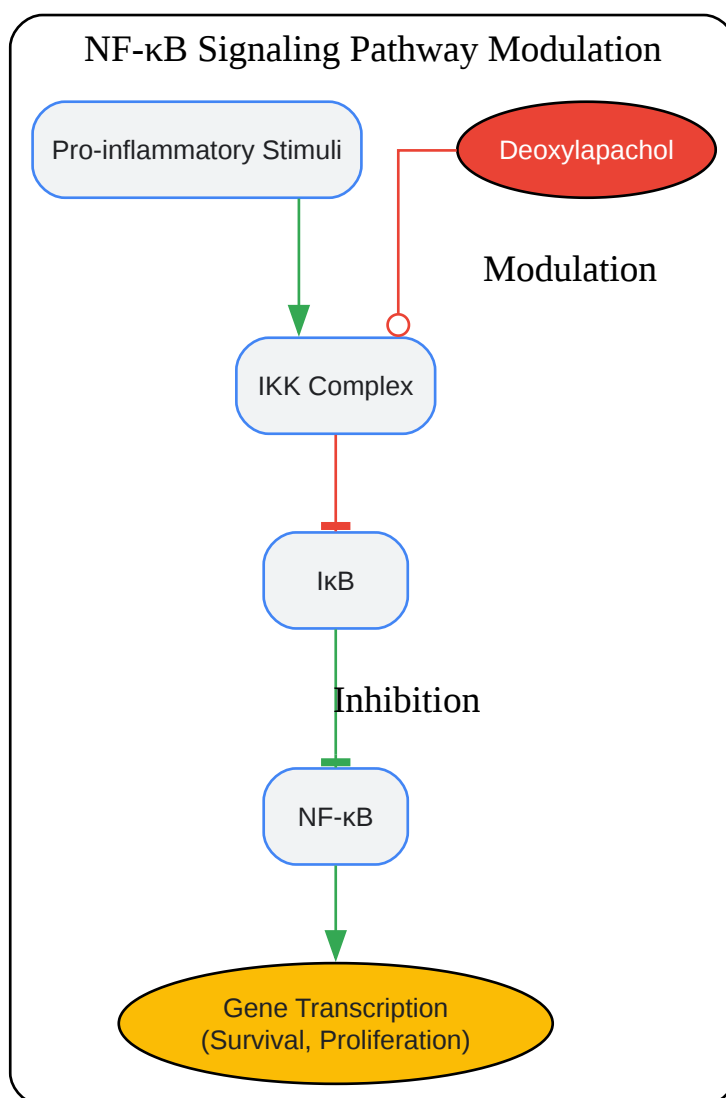 NF-κB Signaling Pathway Modulation
Pro-inflammatory Stimuli
Deoxylapachol
Modulation
IKK Complex
IκB
Inhibition
NF-κB
Gene Transcription
(Survival, Proliferation)